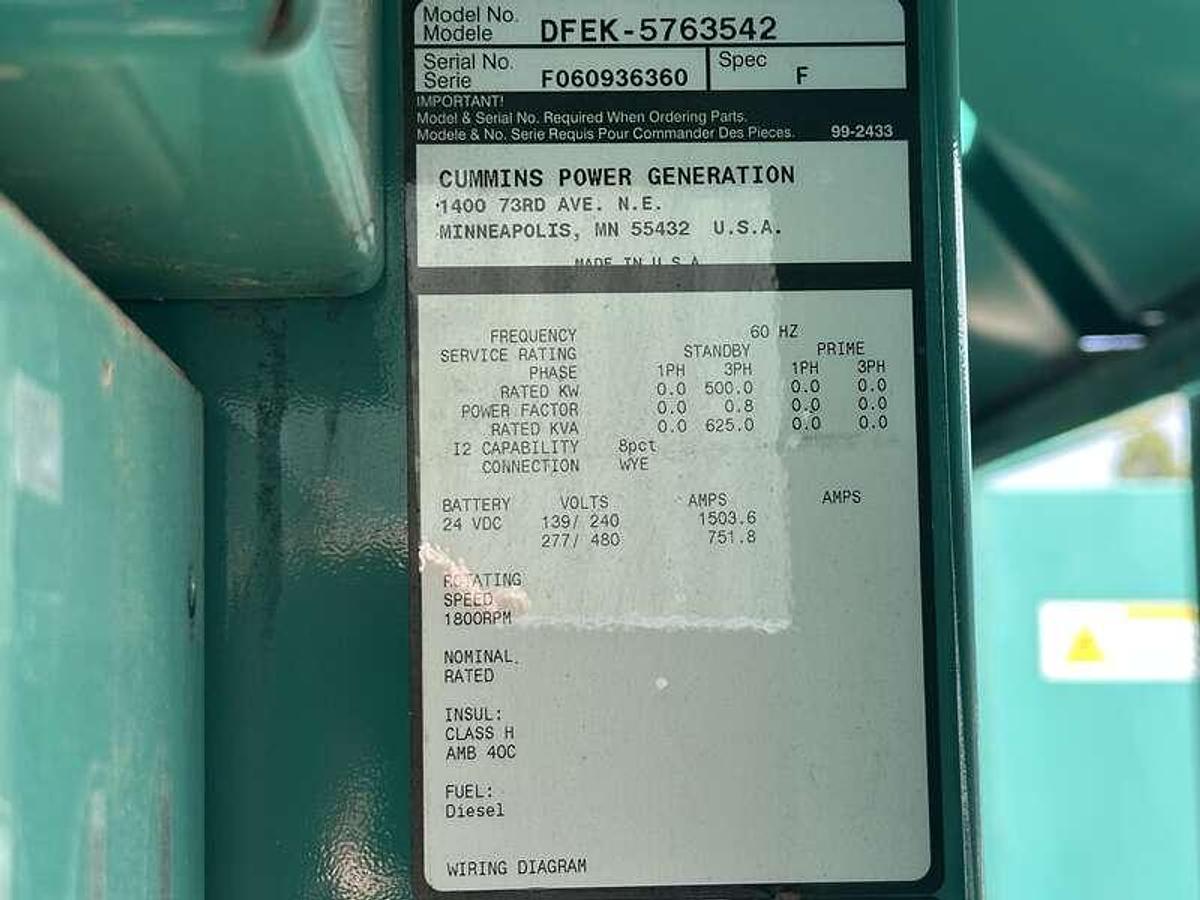 Model No.
Modele DFEK-5763542
Serial No.
Serie F060936360
Spec F
IMPORTANT!
Model & Serial No. Required When Ordering Parts.
Modele & No. Serie Requis Pour Commander Des Pieces. 99-2433
CUMMINS POWER GENERATION
1400 73RD AVE. N.E.
MINNEAPOLIS, MN 55432 U.S.A.
MADE IN U.S.A
FREQUENCY 60 HZ
SERVICE RATING STANDBY PRIME
PHASE 1PH 3PH 1PH 3PH
RATED KW 0.0 500.0 0.0 0.0
POWER FACTOR 0.0 0.8 0.0 0.0
RATED KVA 0.0 625.0 0.0 0.0
I2 CAPABILITY 8pct
CONNECTION WYE
BATTERY VOLTS AMPS AMPS
24 VDC 139/ 240 1503.6
277/ 480 751.8
ROTATING
SPEED
1800RPM
NOMINAL
RATED
INSUL:
CLASS H
AMB 40C
FUEL:
Diesel
WIRING DIAGRAM